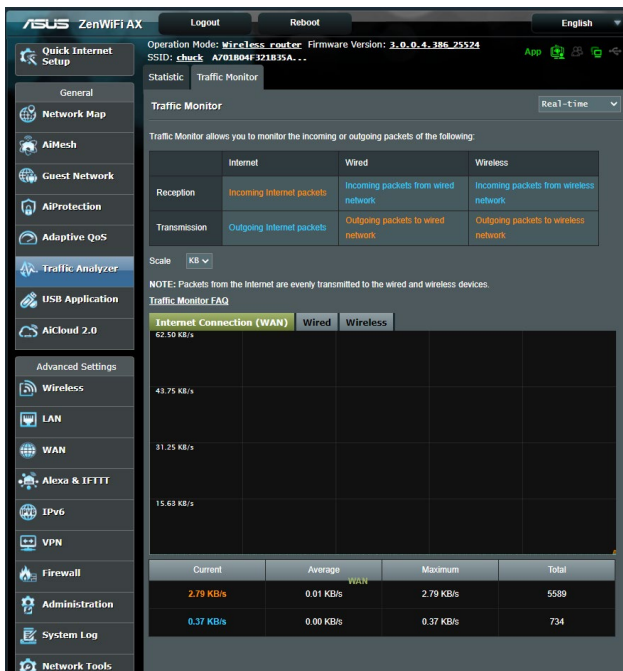 ASUS ZenWiFi AX Logout Reboot English
Quick Internet Setup
Operation Mode: Wireless router Firmware Version: 3.0.0.4.386_25524
SSID: chuck A701B04F321B35A...
App
Statistic Traffic Monitor
General
Network Map
AiMesh
Guest Network
AiProtection
Adaptive QoS
Traffic Analyzer
USB Application
AiCloud 2.0
Advanced Settings
Wireless
LAN
WAN
Alexa & IFTTT
IPv6
VPN
Firewall
Administration
System Log
Network Tools
Traffic Monitor
Real-time
Traffic Monitor allows you to monitor the incoming or outgoing packets of the following:
Internet Wired Wireless
Reception Incoming Internet packets Incoming packets from wired network Incoming packets from wireless network
Transmission Outgoing Internet packets Outgoing packets to wired network Outgoing packets to wireless network
Scale KB
NOTE: Packets from the Internet are evenly transmitted to the wired and wireless devices.
Traffic Monitor FAQ
Internet Connection (WAN) Wired Wireless
62.50 KB/s
43.75 KB/s
31.25 KB/s
15.63 KB/s
Current Average Maximum Total
WAN
2.79 KB/s 0.01 KB/s 2.79 KB/s 5589
0.37 KB/s 0.00 KB/s 0.37 KB/s 734